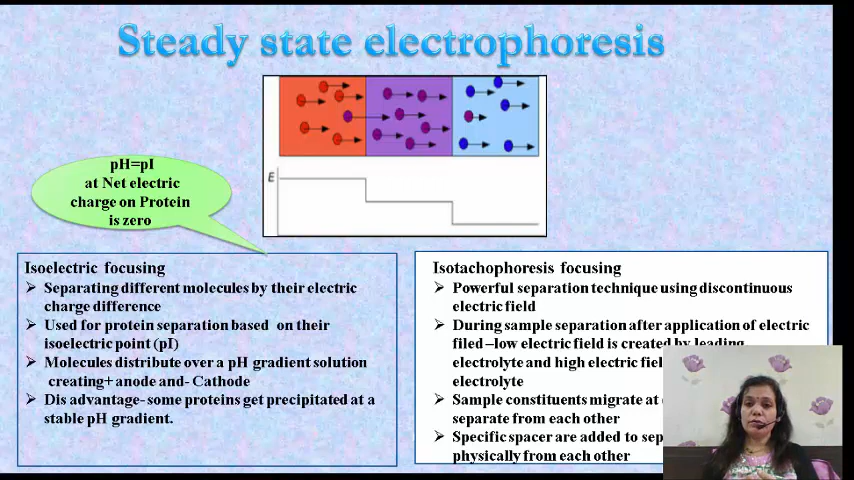 Steady state electrophoresis
E
pH=pI
at Net electric
charge on Protein
is zero
Isoelectric focusing
➢ Separating different molecules by their electric
charge difference
➢ Used for protein separation based on their
isoelectric point (pI)
➢ Molecules distribute over a pH gradient solution
creating+ anode and- Cathode
➢ Dis advantage-some proteins get precipitated at a
stable pH gradient.
Isotachophoresis focusing
➢ Powerful separation technique using discontinuous
electric field
➢ During sample separation after application of electric
filed –low electric field is created by leading
electrolyte and high electric
electrolyte
➢ Sample constituents migrate at
separate from each other
➢ Specific spacer are added to
physically from each other